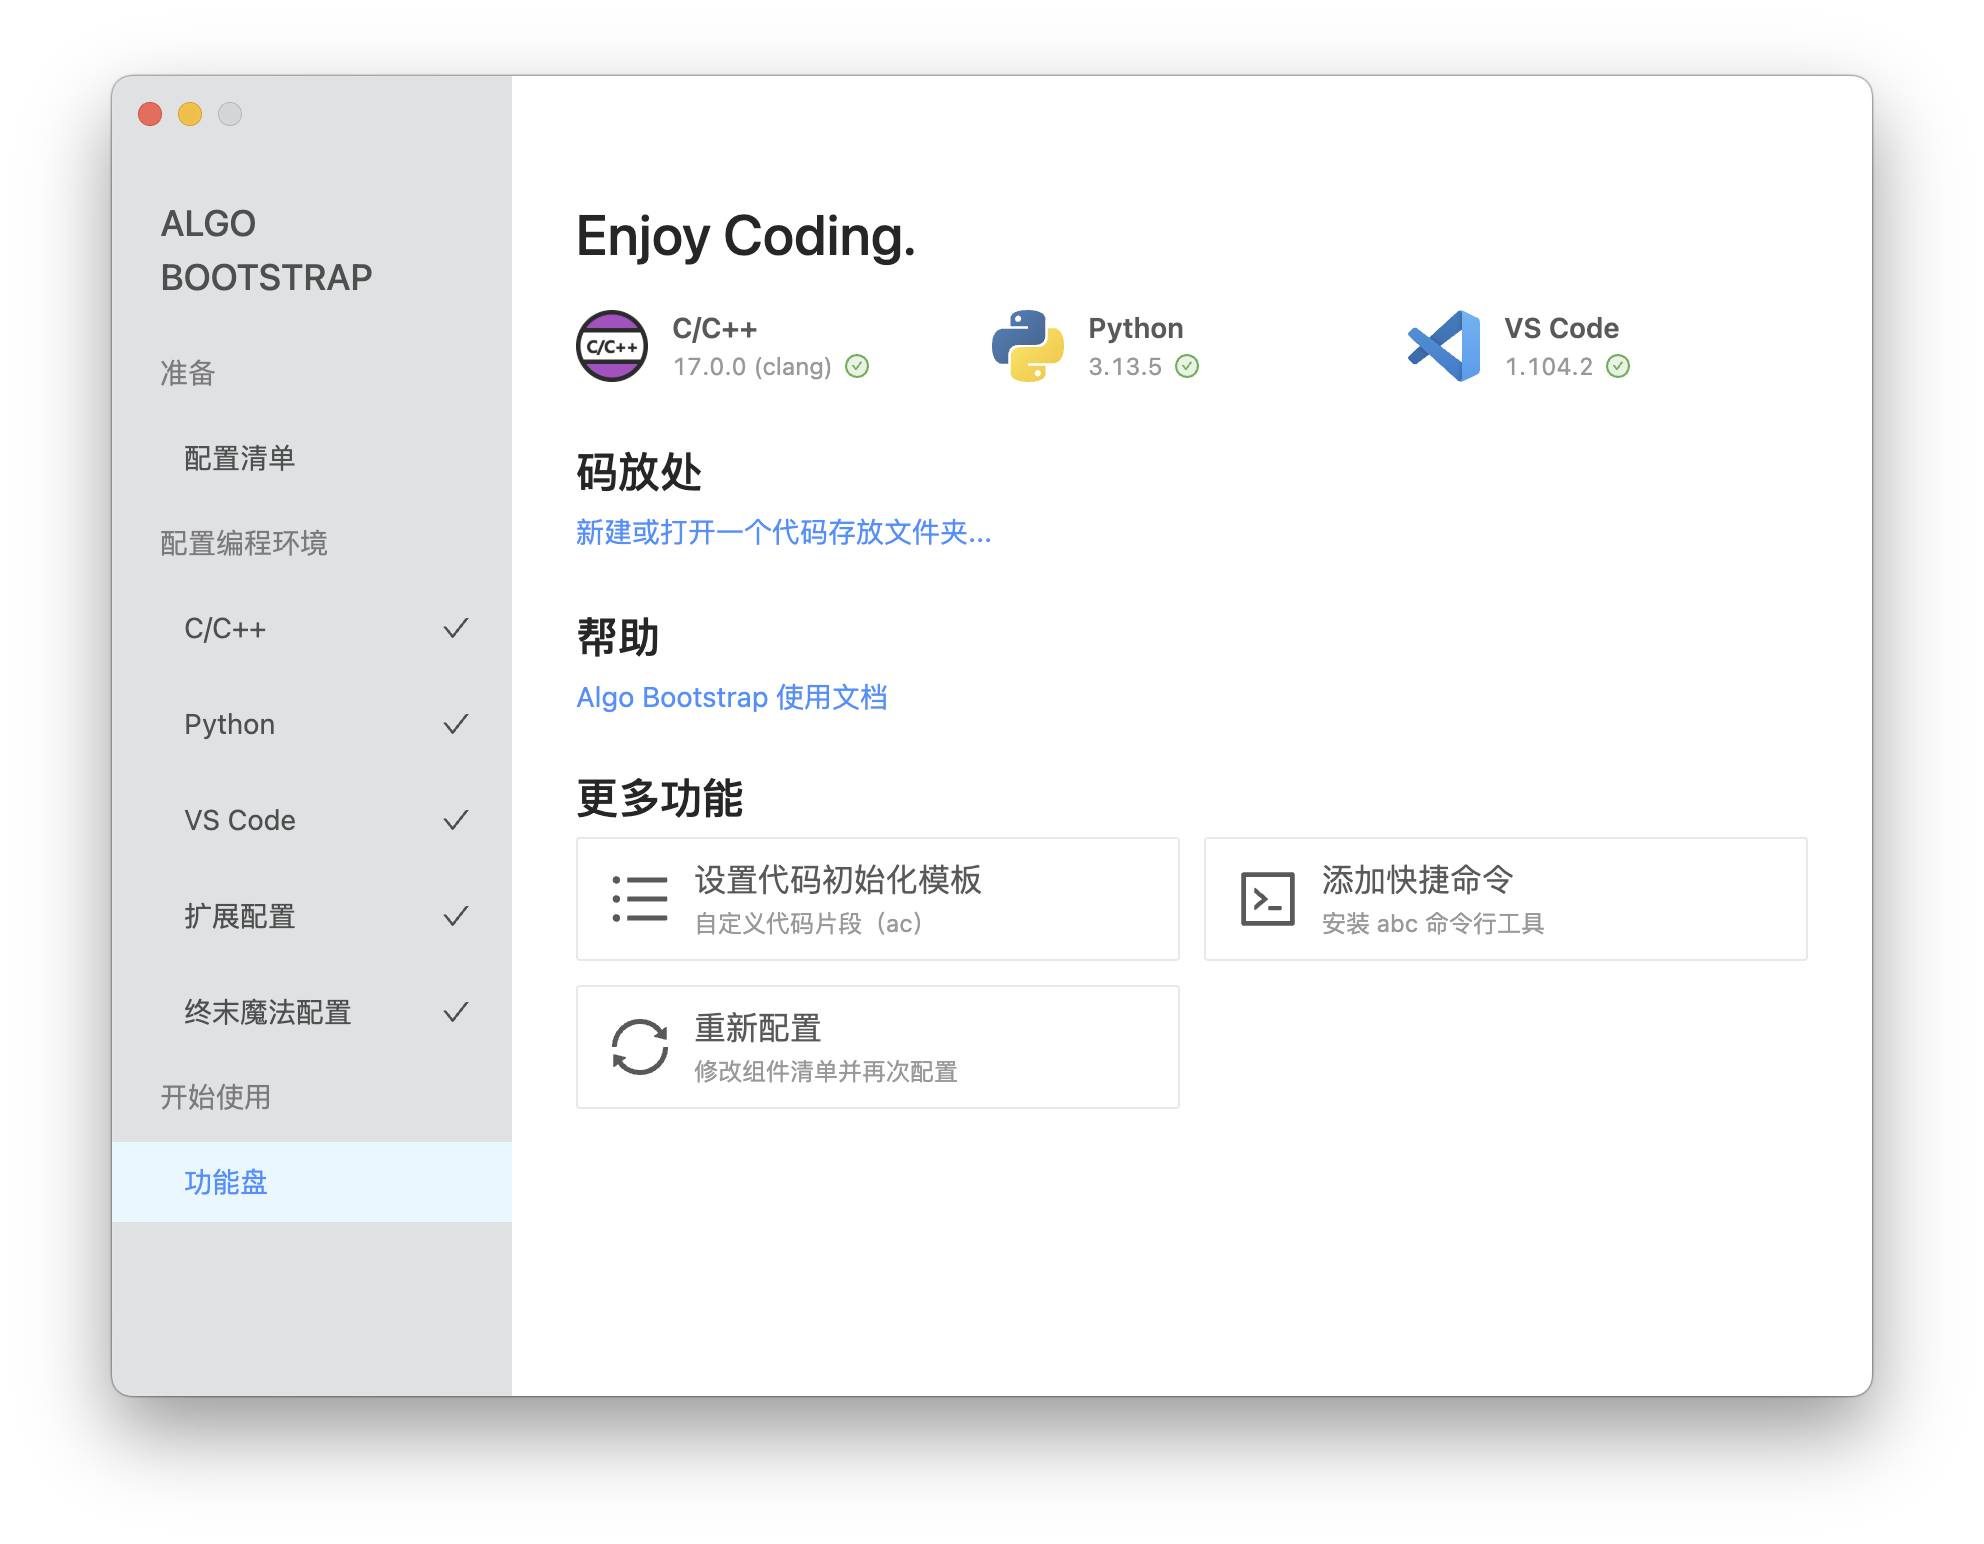 ALGO
BOOTSTRAP
准备
配置清单
配置编程环境
C/C++
Python
VS Code
扩展配置
终末魔法配置
开始使用
功能盘
Enjoy Coding.
C/C++
C/C++
17.0.0 (clang)
Python
3.13.5
VS Code
1.104.2
码放处
新建或打开一个代码存放文件夹...
帮助
Algo Bootstrap 使用文档
更多功能
设置代码初始化模板
自定义代码片段（ac）
添加快捷命令
安装 abc 命令行工具
重新配置
修改组件清单并再次配置